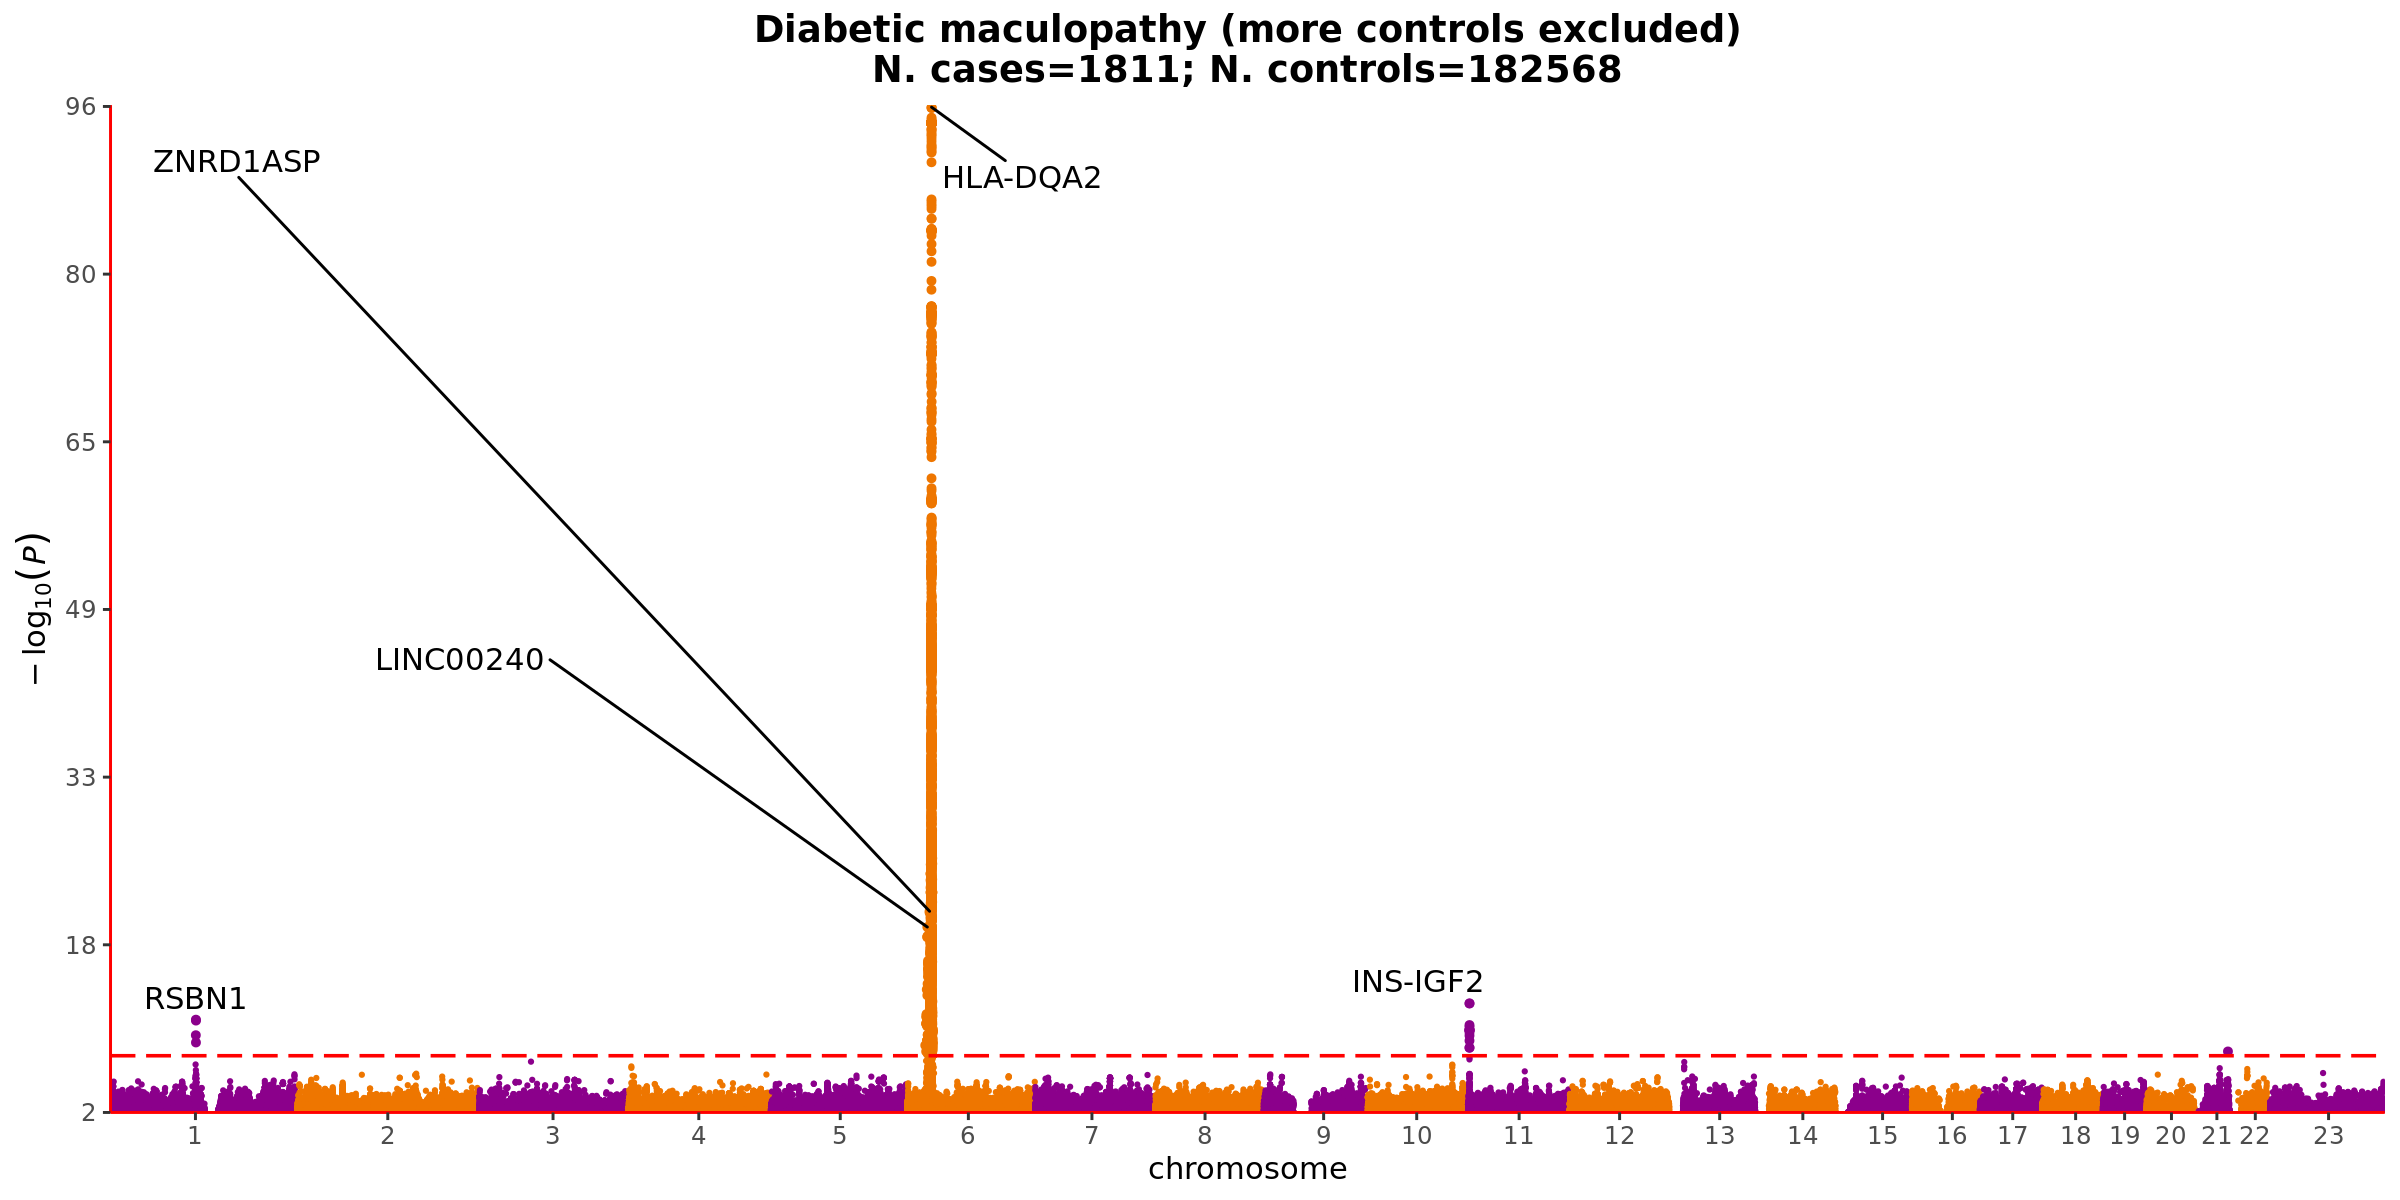 Diabetic maculopathy (more controls excluded)
N. cases=1811; N. controls=182568
96
80
65
49
33
18
2
−log10(P)
ZNRD1ASP
HLA-DQA2
LINC00240
RSBN1
INS-IGF2
1 2 3 4 5 6 7 8 9 10 11 12 13 14 15 16 17 18 19 20 21 22 23
chromosome